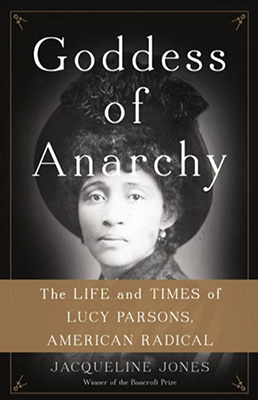 Goddess
of
Anarchy
The LIFE and TIMES of
LUCY PARSONS,
AMERICAN RADICAL
JACQUELINE JONES
Winner of the Bancroft Prize